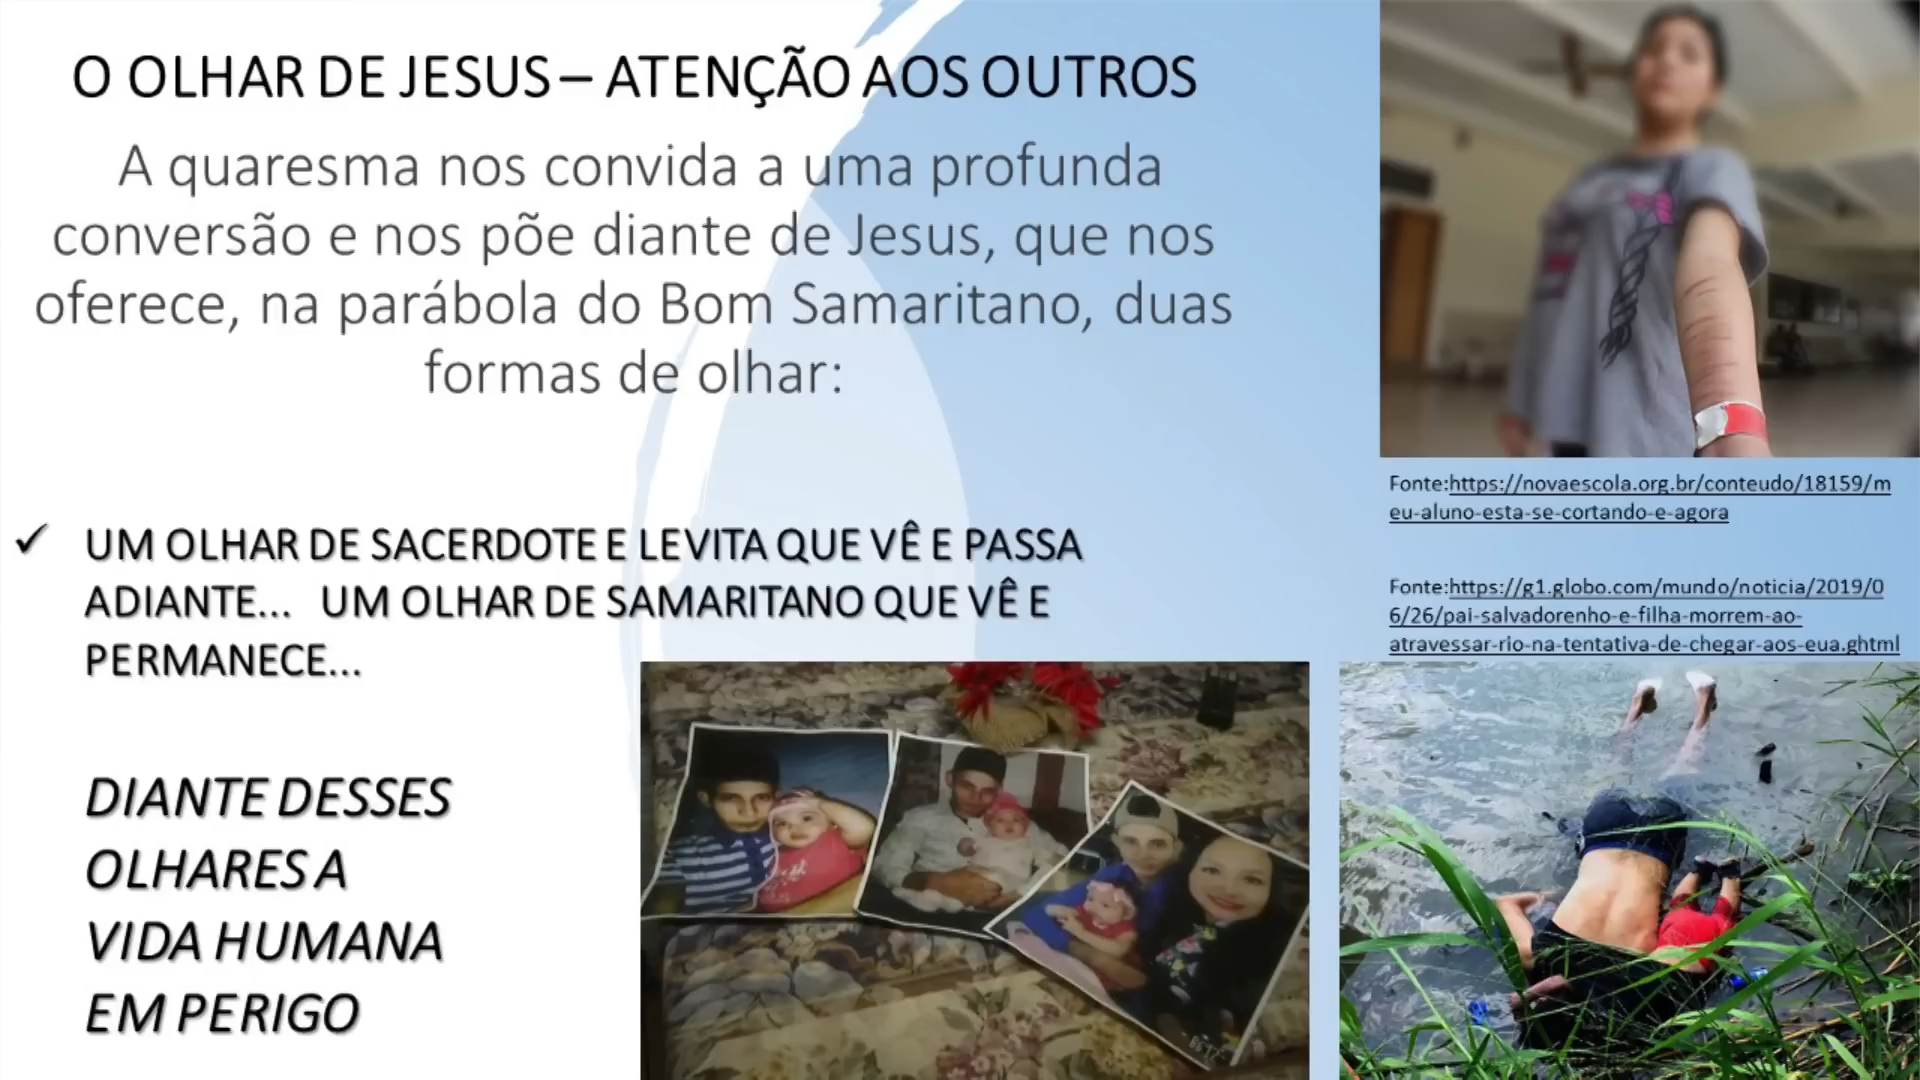 O OLHAR DE JESUS – ATENÇÃO AOS OUTROS
A quaresma nos convida a uma profunda
conversão e nos põe diante de Jesus, que nos
oferece, na parábola do Bom Samaritano, duas
formas de olhar:
✓ UM OLHAR DE SACERDOTE E LEVITA QUE VÊ E PASSA
ADIANTE... UM OLHAR DE SAMARITANO QUE VÊ E
PERMANECE...
DIANTE DESSES
OLHARES A
VIDA HUMANA
EM PERIGO
Fonte:https://novaescola.org.br/conteudo/18159/m
eu-aluno-esta-se-cortando-e-agora
Fonte:https://g1.globo.com/mundo/noticia/2019/0
6/26/pai-salvadorenho-e-filha-morrem-ao-
atravessar-rio-na-tentativa-de-chegar-aos-eua.ghtml